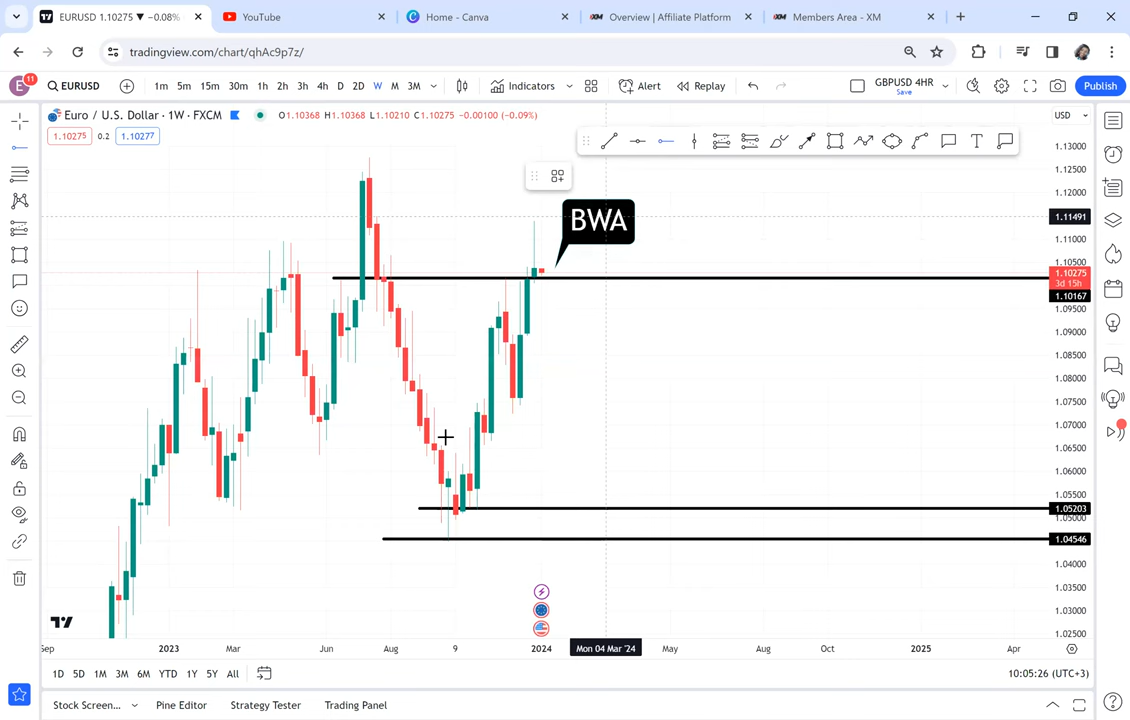 EURUSD 1.10275 ▼ −0.08%
YouTube
Home - Canva
Overview | Affiliate Platform
Members Area - XM
tradingview.com/chart/qhAc9p7z/
E 11 EURUSD 1m 5m 15m 30m 1h 2h 3h 4h D 2D W M 3M Indicators Alert Replay GBPUSD 4HR Save Publish
Euro / U.S. Dollar · 1W · FXCM O1.10368 H1.10368 L1.10210 C1.10275 −0.00100 (−0.09%)
USD
1.10275 0.2 1.10277
BWA
1.13000
1.12500
1.12000
1.11491
1.11000
1.10500
1.10275
3d 15h
1.10167
1.09500
1.09000
1.08500
1.08000
1.07500
1.07000
1.06500
1.06000
1.05500
1.05203
1.05000
1.04546
1.04000
1.03500
1.03000
1.02500
Sep 2023 Mar Jun Aug 9 2024 Mon 04 Mar '24 May Aug Oct 2025 Apr
1D 5D 1M 3M 6M YTD 1Y 5Y All 10:05:26 (UTC+3)
Stock Screen... Pine Editor Strategy Tester Trading Panel